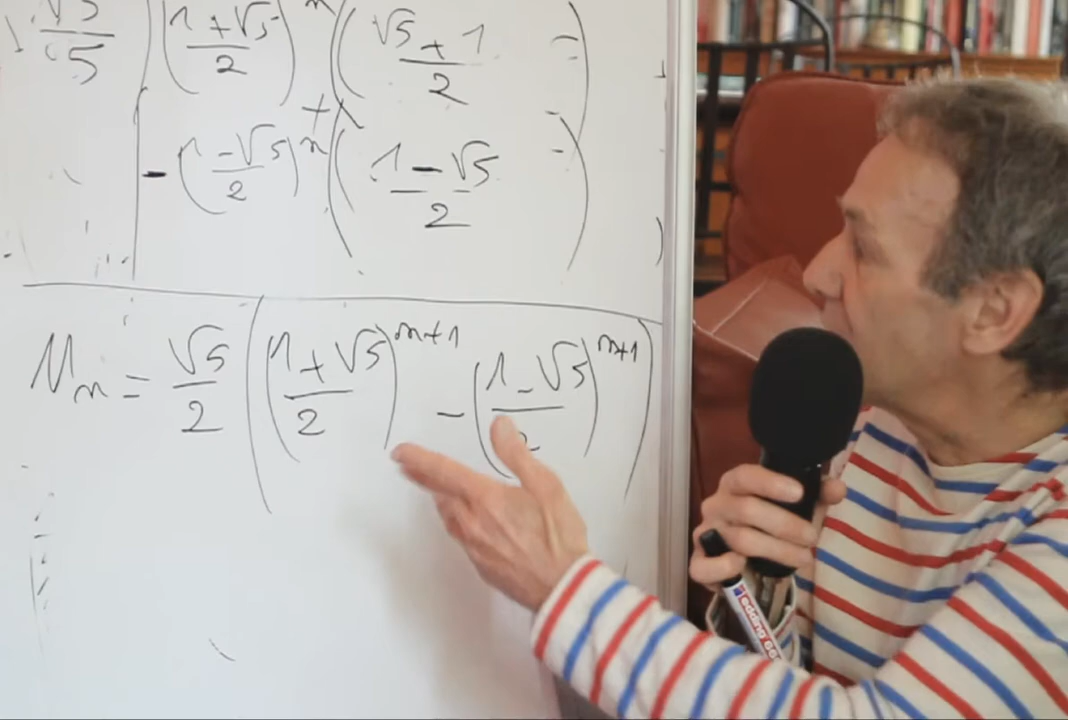 √5/5 ((1+√5)/2)^n ((√5+1)/2)
- ((1-√5)/2)^n ((1-√5)/2)
U_n = √5/2 (((1+√5)/2)^(n+1) - ((1-√5)/2)^(n+1))
edding 66